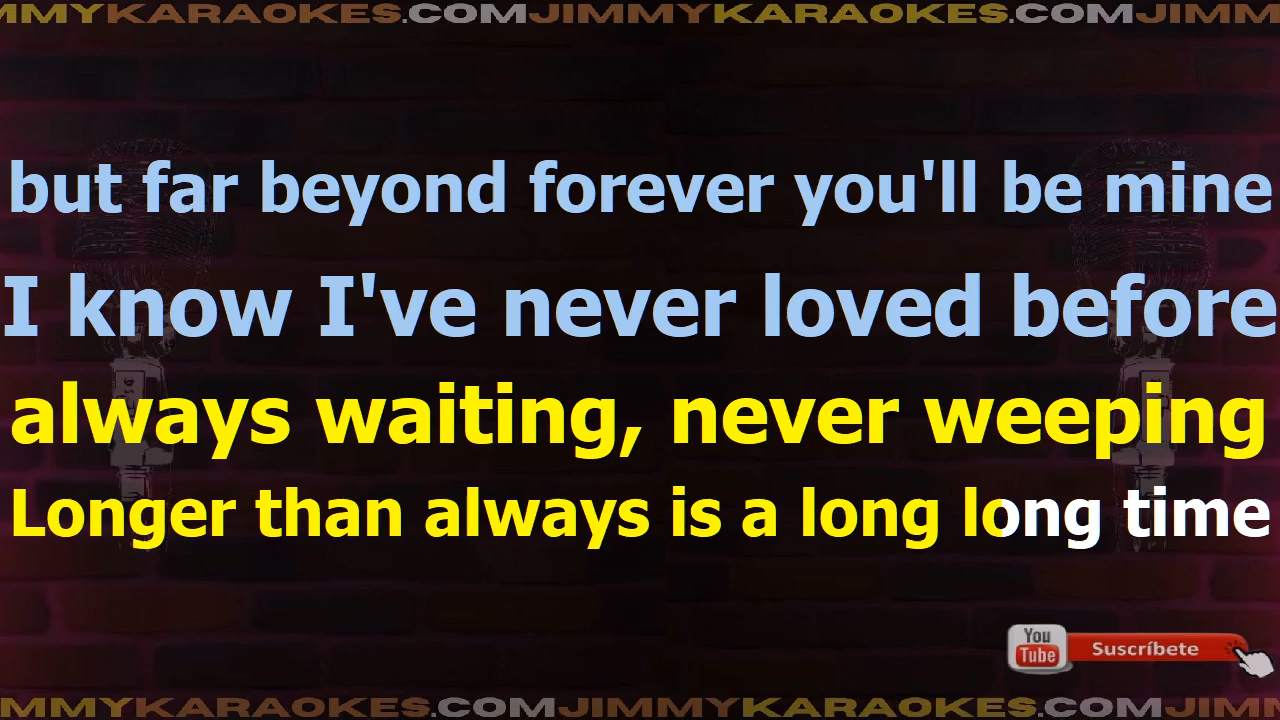 MMYKARAOKES.COMJIMMYKARAOKES.COMJIMM
but far beyond forever you'll be mine
I know I've never loved before
always waiting, never weeping
Longer than always is a long long time
You
Tube
Suscríbete
MMYKARAOKES.COMJIMMYKARAOKES.COMJIMM